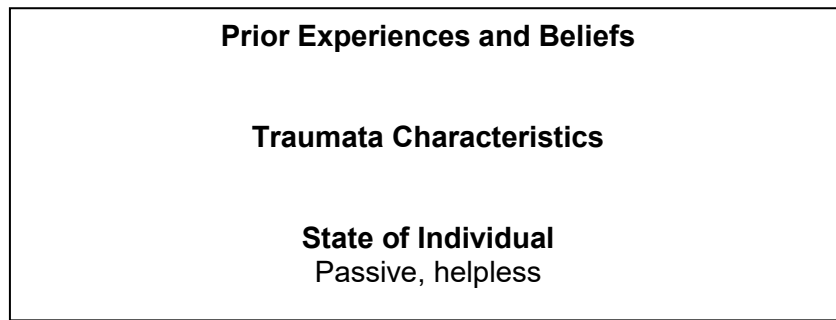 Prior Experiences and Beliefs
Traumata Characteristics
State of Individual
Passive, helpless